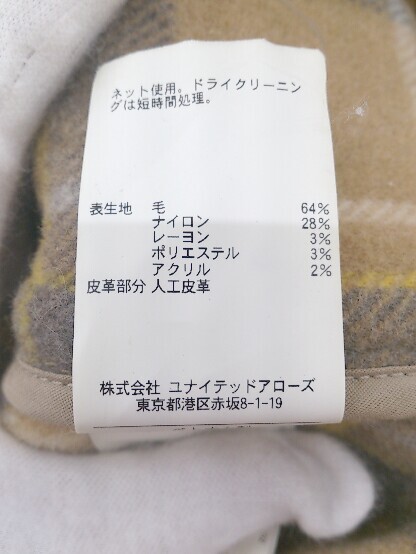 ネット使用。ドライクリーニン
グは短時間処理。
表生地 毛 64%
ナイロン 28%
レーヨン 3%
ポリエステル 3%
アクリル 2%
皮革部分 人工皮革
株式会社 ユナイテッドアローズ
東京都港区赤坂8-1-19